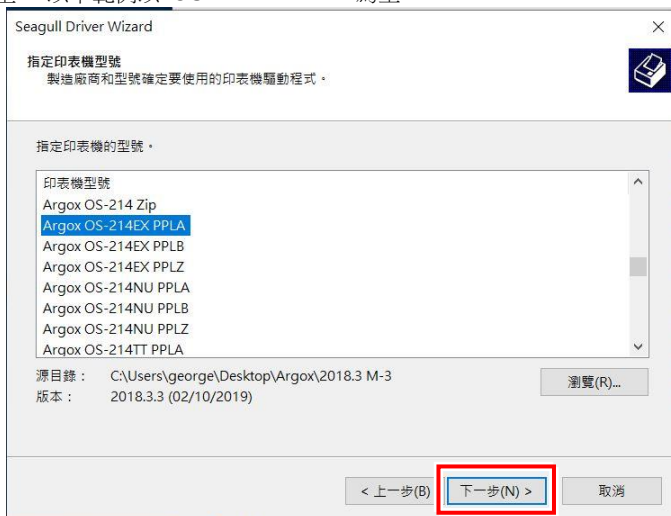 Seagull Driver Wizard
指定印表機型號
製造廠商和型號確定要使用的印表機驅動程式。
指定印表機的型號。
印表機型號
Argox OS-214 Zip
Argox OS-214EX PPLA
Argox OS-214EX PPLB
Argox OS-214EX PPLZ
Argox OS-214NU PPLA
Argox OS-214NU PPLB
Argox OS-214NU PPLZ
Argox OS-214TT PPLA
源目錄： C:\Users\george\Desktop\Argox\2018.3 M-3
瀏覽(R)...
版本： 2018.3.3 (02/10/2019)
< 上一步(B) 下一步(N) > 取消